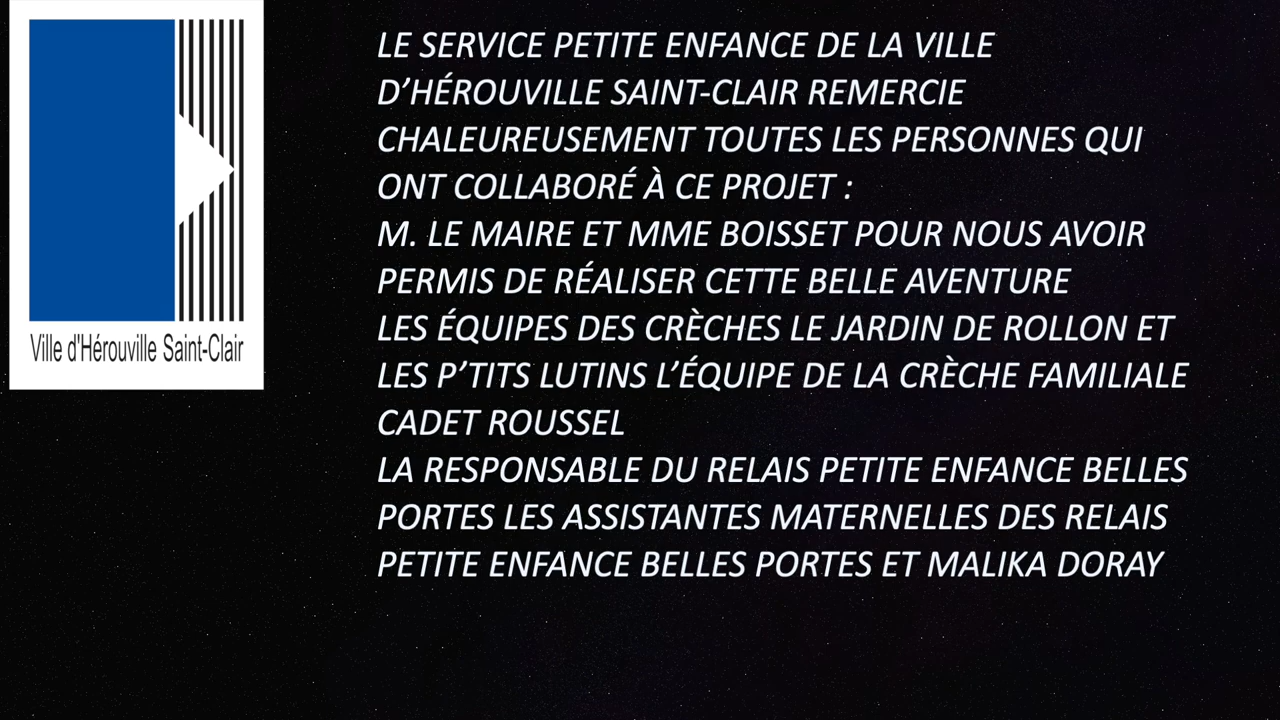 LE SERVICE PETITE ENFANCE DE LA VILLE
D’HÉROUVILLE SAINT-CLAIR REMERCIE
CHALEUREUSEMENT TOUTES LES PERSONNES QUI
ONT COLLABORÉ À CE PROJET :
M. LE MAIRE ET MME BOISSET POUR NOUS AVOIR
PERMIS DE RÉALISER CETTE BELLE AVENTURE
LES ÉQUIPES DES CRÈCHES LE JARDIN DE ROLLON ET
LES P’TITS LUTINS L’ÉQUIPE DE LA CRÈCHE FAMILIALE
CADET ROUSSEL
LA RESPONSABLE DU RELAIS PETITE ENFANCE BELLES
PORTES LES ASSISTANTES MATERNELLES DES RELAIS
PETITE ENFANCE BELLES PORTES ET MALIKA DORAY
Ville d'Hérouville Saint-Clair